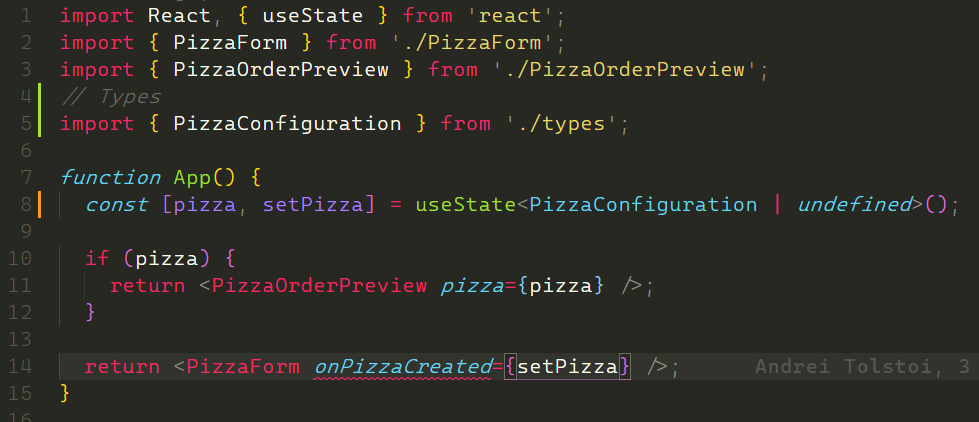 1 import React, { useState } from 'react';
2 import { PizzaForm } from './PizzaForm';
3 import { PizzaOrderPreview } from './PizzaOrderPreview';
4 // Types
5 import { PizzaConfiguration } from './types';
6
7 function App() {
8   const [pizza, setPizza] = useState<PizzaConfiguration | undefined>();
9
10   if (pizza) {
11     return <PizzaOrderPreview pizza={pizza} />;
12   }
13
14   return <PizzaForm onPizzaCreated={setPizza} />; Andrei Tolstoi, 3
15 }
16